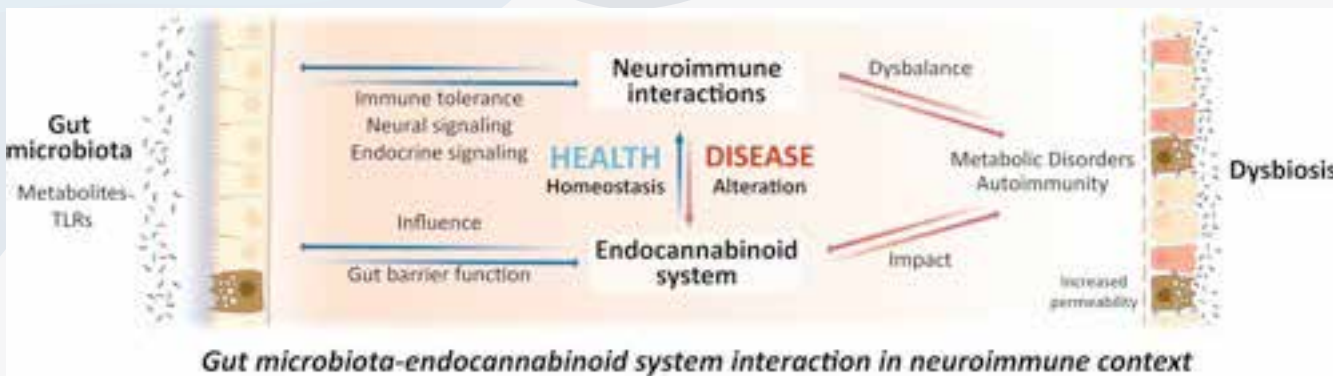 Gut
microbiota
Metabolites-
TLRs
Immune tolerance
Neural signaling
Endocrine signaling
Influence
Gut barrier function
Neuroimmune
interactions
HEALTH
Homeostasis
DISEASE
Alteration
Endocannabinoid
system
Dysbalance
Metabolic Disorders
Autoimmunity
Impact
Increased
permeability
Dysbiosis
Gut microbiota-endocannabinoid system interaction in neuroimmune context